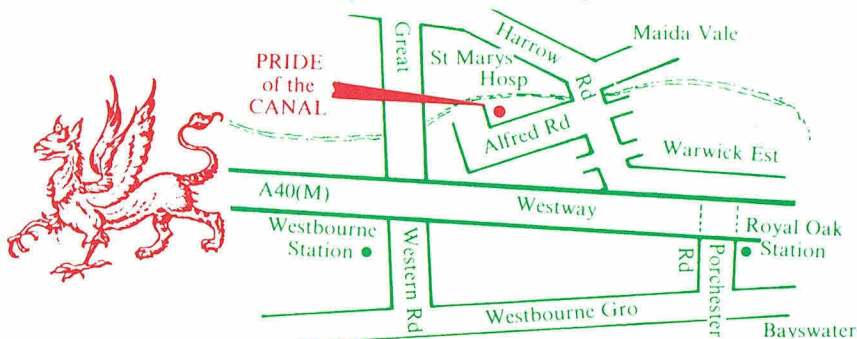 Great
Harrow
Rd
Maida Vale
St Marys
Hosp
PRIDE
of the
CANAL
Alfred Rd
Warwick Est
A40(M)
Westway
Westbourne
Station
Western Rd
Royal Oak
Station
Porchester
Rd
Westbourne Gro
Bayswater